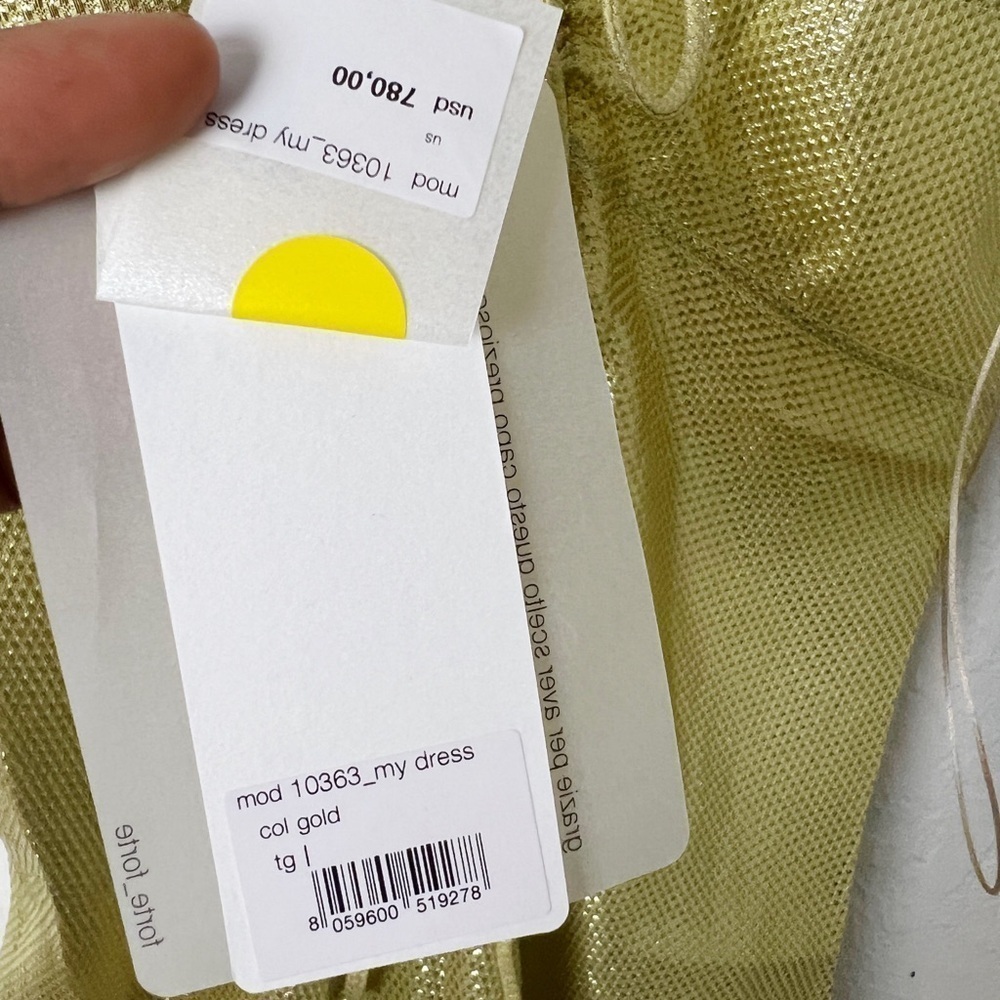 usd 780,00
us
mod 10363_my dress
grazie per aver scelto questo capo prezioso
mod 10363_my dress
col gold
tg I
8 059600 519278
forte_forte